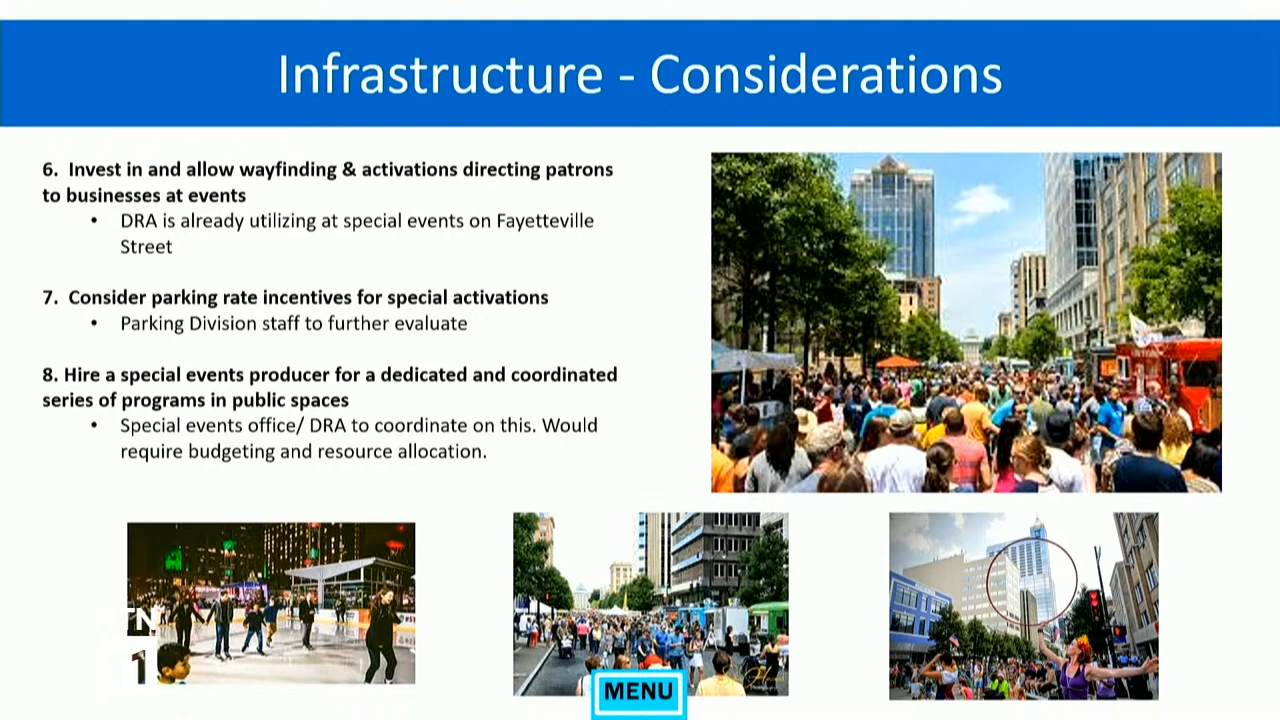 Infrastructure - Considerations
6. Invest in and allow wayfinding & activations directing patrons
to businesses at events
• DRA is already utilizing at special events on Fayetteville
Street
7. Consider parking rate incentives for special activations
• Parking Division staff to further evaluate
8. Hire a special events producer for a dedicated and coordinated
series of programs in public spaces
• Special events office/ DRA to coordinate on this. Would
require budgeting and resource allocation.
TN
1
MENU